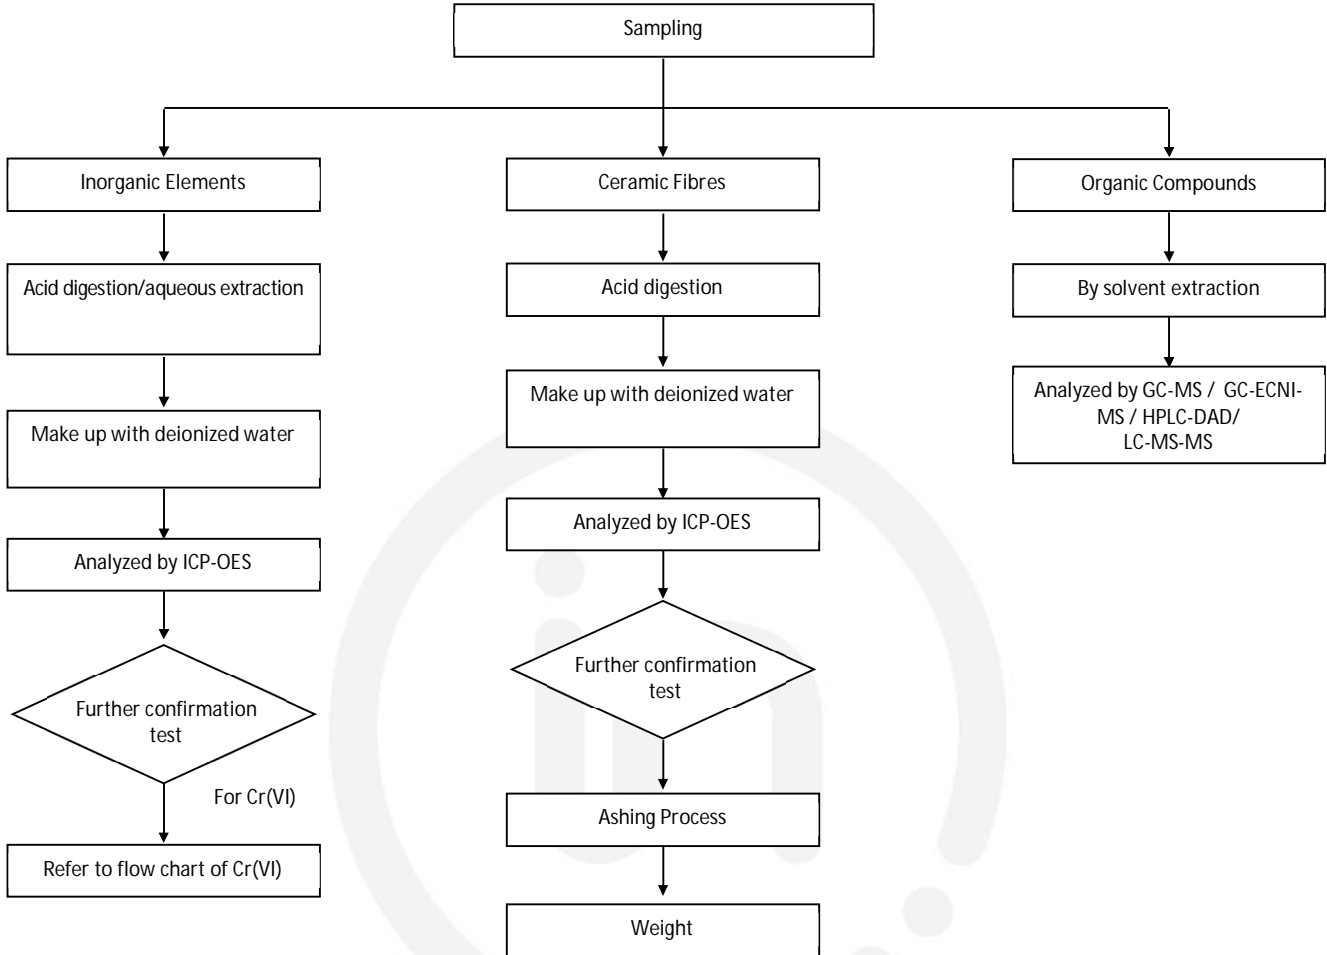 Sampling
Inorganic Elements
Ceramic Fibres
Organic Compounds
Acid digestion/aqueous extraction
Acid digestion
By solvent extraction
Make up with deionized water
Make up with deionized water
Analyzed by GC-MS / GC-ECNI-
MS / HPLC-DAD/
LC-MS-MS
Analyzed by ICP-OES
Analyzed by ICP-OES
Further confirmation
test
Further confirmation
test
For Cr(VI)
Ashing Process
Refer to flow chart of Cr(VI)
Weight